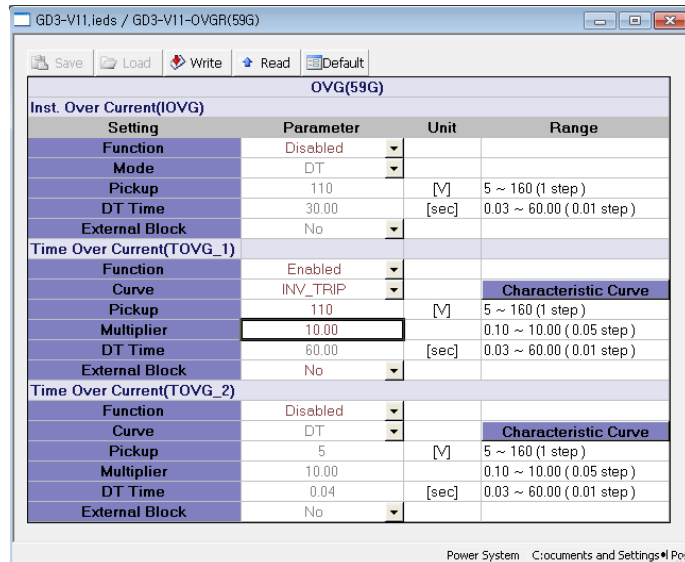 GD3-V11.ieds / GD3-V11-OVGR(59G)
Save Load Write Read Default
OVG(59G)
Inst. Over Current(IOVG)
Setting Parameter Unit Range
Function Disabled
Mode DT
Pickup 110 [V] 5 ~ 160 (1 step )
DT Time 30.00 [sec] 0.03 ~ 60.00 ( 0.01 step )
External Block No
Time Over Current(TOVG_1)
Function Enabled
Curve INV_TRIP Characteristic Curve
Pickup 110 [V] 5 ~ 160 (1 step )
Multiplier 10.00 0.10 ~ 10.00 ( 0.05 step )
DT Time 60.00 [sec] 0.03 ~ 60.00 ( 0.01 step )
External Block No
Time Over Current(TOVG_2)
Function Disabled
Curve DT Characteristic Curve
Pickup 5 [V] 5 ~ 160 (1 step )
Multiplier 10.00 0.10 ~ 10.00 ( 0.05 step )
DT Time 0.04 [sec] 0.03 ~ 60.00 ( 0.01 step )
External Block No
Power System C:ocuments and Settings•l Po